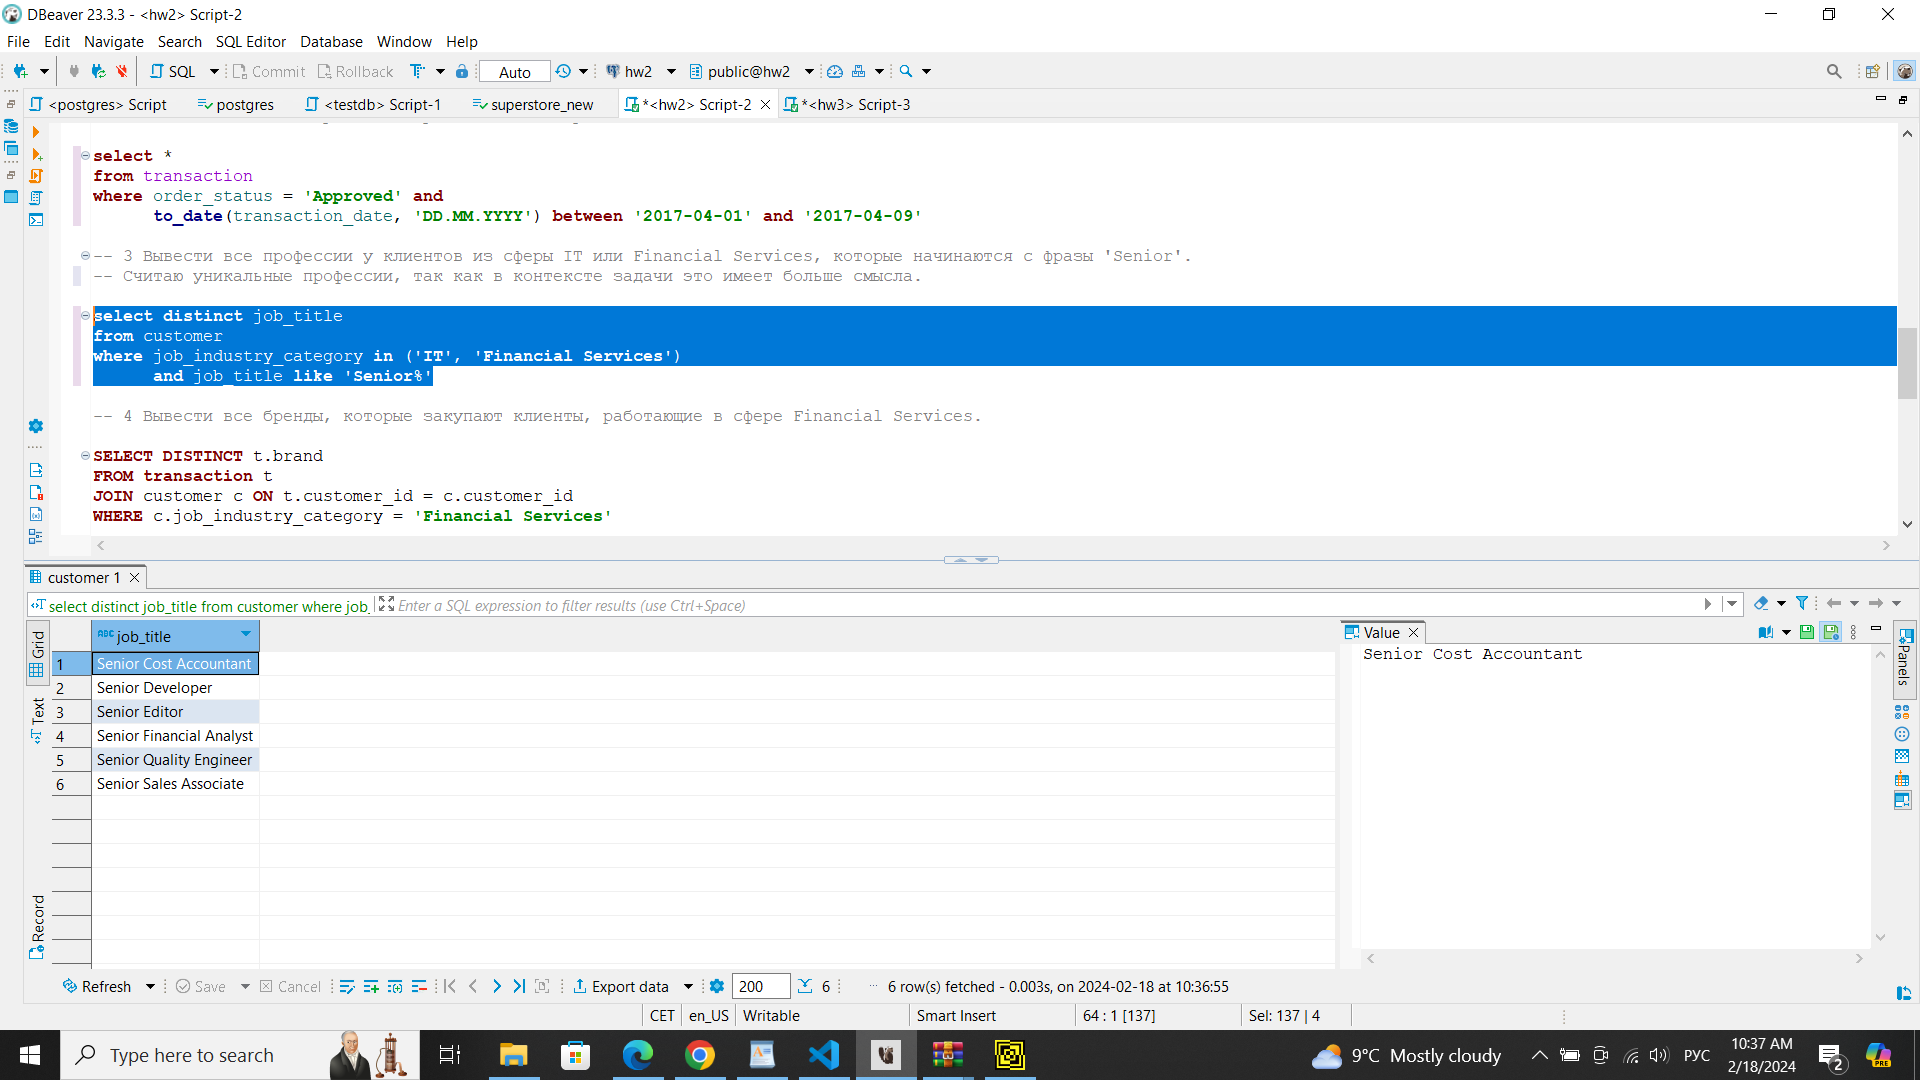 DBeaver 23.3.3 - <hw2> Script-2
File Edit Navigate Search SQL Editor Database Window Help
SQL Commit Rollback Auto hw2 public@hw2
<postgres> Script postgres <testdb> Script-1 superstore_new *<hw2> Script-2 *<hw3> Script-3
select *
from transaction
where order_status = 'Approved' and
to_date(transaction_date, 'DD.MM.YYYY') between '2017-04-01' and '2017-04-09'
-- 3 Вывести все профессии у клиентов из сферы IT или Financial Services, которые начинаются с фразы 'Senior'.
-- Считаю уникальные профессии, так как в контексте задачи это имеет больше смысла.
select distinct job_title
from customer
where job_industry_category in ('IT', 'Financial Services')
and job_title like 'Senior%'
-- 4 Вывести все бренды, которые закупают клиенты, работающие в сфере Financial Services.
SELECT DISTINCT t.brand
FROM transaction t
JOIN customer c ON t.customer_id = c.customer_id
WHERE c.job_industry_category = 'Financial Services'
customer 1
select distinct job_title from customer where job_ Enter a SQL expression to filter results (use Ctrl+Space)
Grid
Text
Record
ABC job_title
1 Senior Cost Accountant
2 Senior Developer
3 Senior Editor
4 Senior Financial Analyst
5 Senior Quality Engineer
6 Senior Sales Associate
Value
Senior Cost Accountant
Panels
Refresh Save Cancel Export data 200 6 6 row(s) fetched - 0.003s, on 2024-02-18 at 10:36:55
CET en_US Writable Smart Insert 64 : 1 [137] Sel: 137 | 4
Type here to search
9°C Mostly cloudy РУС 10:37 AM
2/18/2024
2
PRE